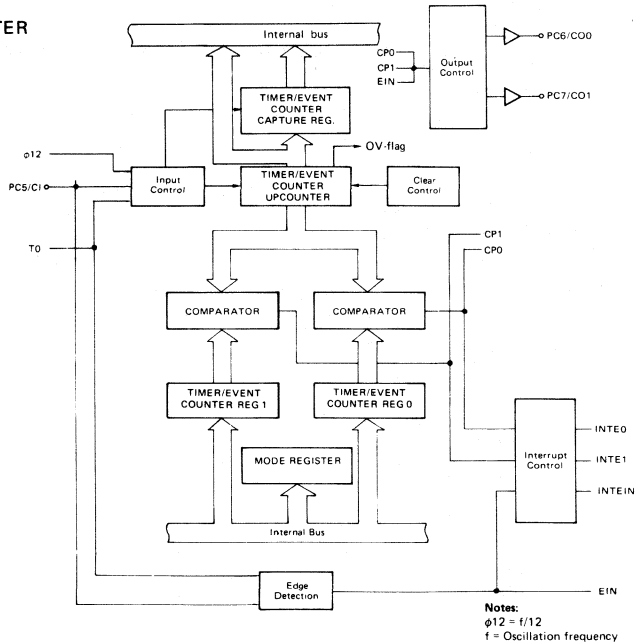 TER
Internal bus
CP0
CP1
EIN
Output
Control
PC6/CO0
PC7/CO1
TIMER/EVENT
COUNTER
CAPTURE REG.
OV-flag
φ12
PC5/CI
T0
Input
Control
TIMER/EVENT
COUNTER
UPCOUNTER
Clear
Control
CP1
CP0
COMPARATOR
COMPARATOR
TIMER/EVENT
COUNTER REG 1
TIMER/EVENT
COUNTER REG 0
MODE REGISTER
Internal Bus
Interrupt
Control
INTE0
INTE1
INTEIN
Edge
Detection
EIN
Notes:
φ12 = f/12
f = Oscillation frequency